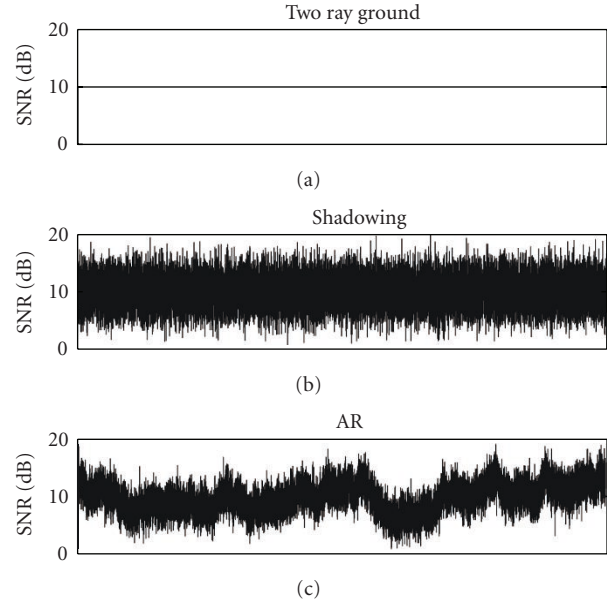 Two ray ground
20
10
0
SNR (dB)
(a)
Shadowing
20
10
0
SNR (dB)
(b)
AR
20
10
0
SNR (dB)
(c)